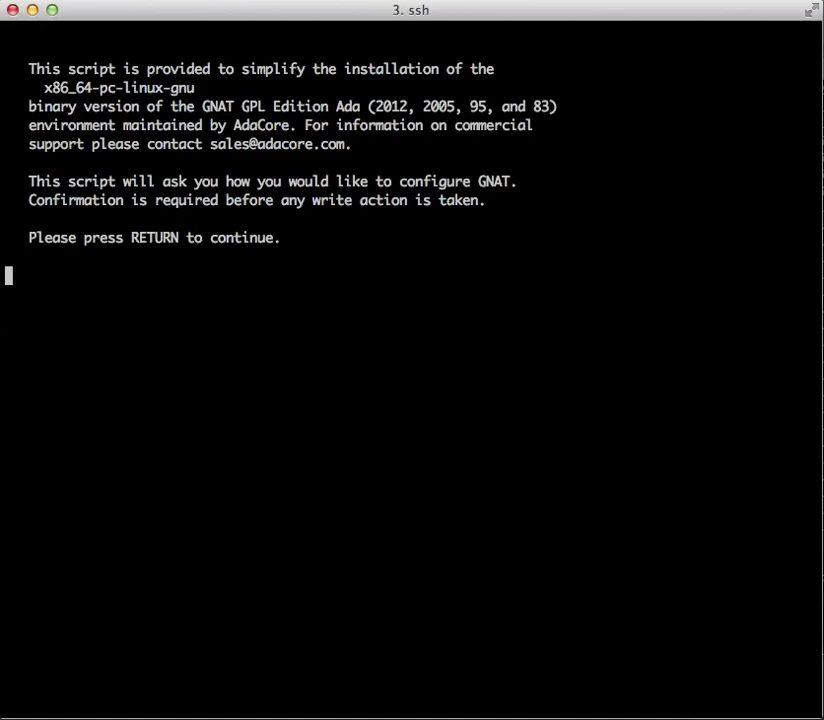 3. ssh
This script is provided to simplify the installation of the
x86_64-pc-linux-gnu
binary version of the GNAT GPL Edition Ada (2012, 2005, 95, and 83)
environment maintained by AdaCore. For information on commercial
support please contact sales@adacore.com.
This script will ask you how you would like to configure GNAT.
Confirmation is required before any write action is taken.
Please press RETURN to continue.